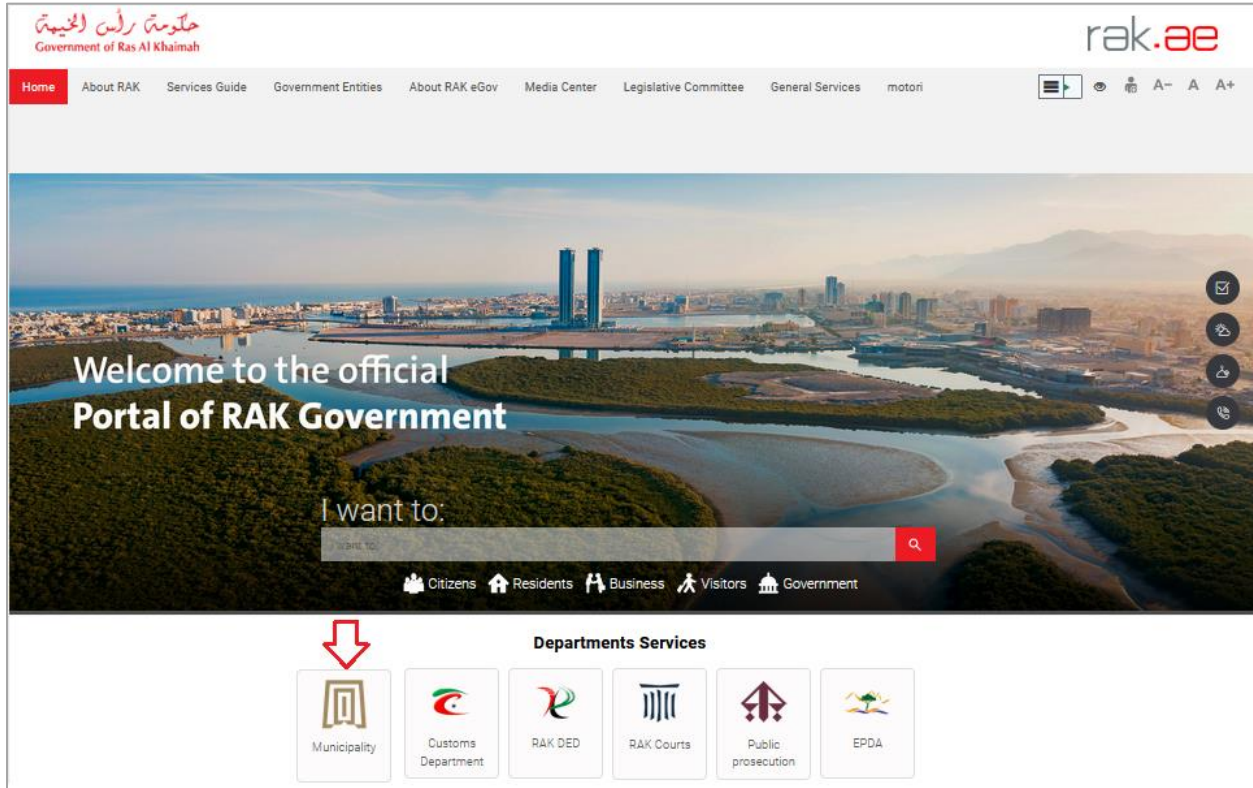 حكومة رأس الخيمة
Government of Ras Al Khaimah
rak.ae
Home About RAK Services Guide Government Entities About RAK eGov Media Center Legislative Committee General Services motori A- A A+
Welcome to the official
Portal of RAK Government
I want to:
I want to:
Citizens Residents Business Visitors Government
Departments Services
Municipality Customs Department RAK DED RAK Courts Public prosecution EPDA